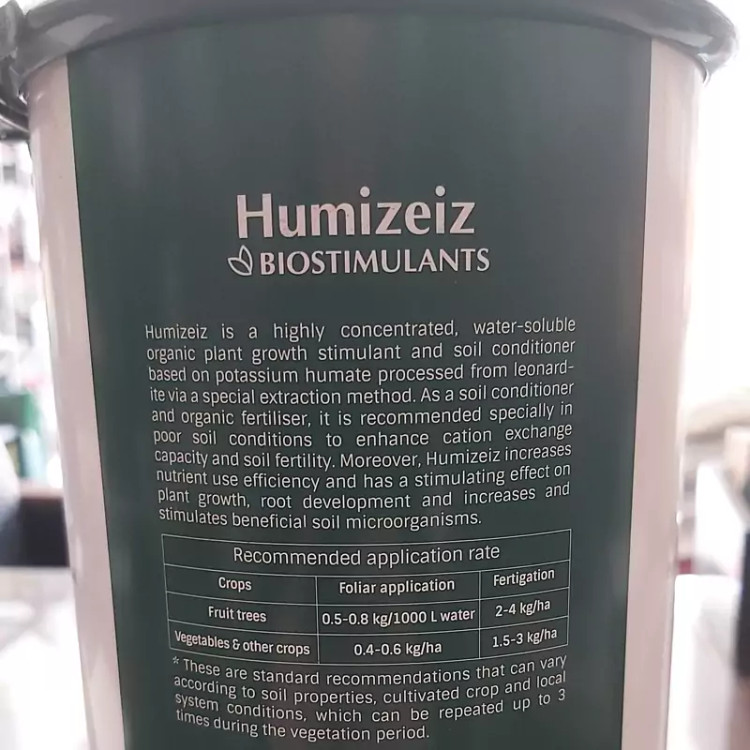 Humizeiz
BIOSTIMULANTS
Humizeiz is a highly concentrated, water-soluble
organic plant growth stimulant and soil conditioner
based on potassium humate processed from leonard-
ite via a special extraction method. As a soil conditioner
and organic fertiliser, it is recommended specially in
poor soil conditions to enhance cation exchange
capacity and soil fertility. Moreover, Humizeiz increases
nutrient use efficiency and has a stimulating effect on
plant growth, root development and increases and
stimulates beneficial soil microorganisms.
Recommended application rate
Crops Foliar application Fertigation
Fruit trees 0.5-0.8 kg/1000 L water 2-4 kg/ha
Vegetables & other crops 0.4-0.6 kg/ha 1.5-3 kg/ha
* These are standard recommendations that can vary
according to soil properties, cultivated crop and local
system conditions, which can be repeated up to 3
times during the vegetation period.